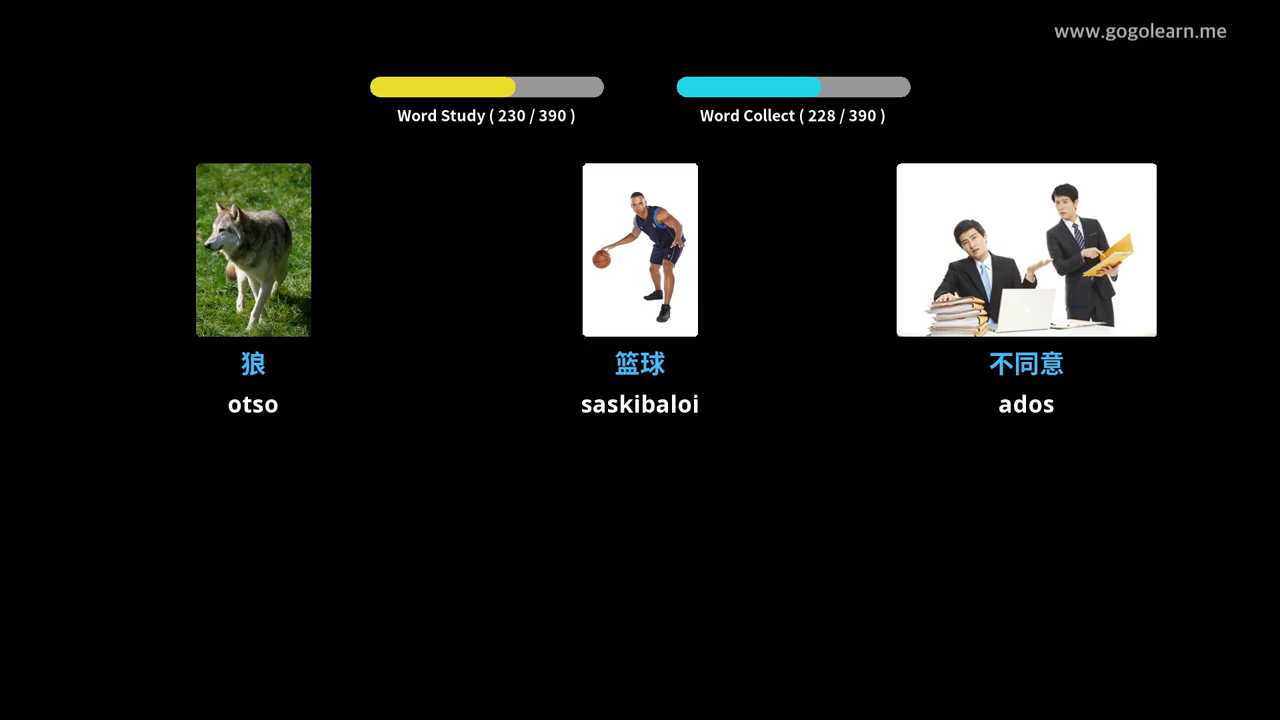 www.gogolearn.me
Word Study ( 230 / 390 )
Word Collect ( 228 / 390 )
狼
篮球
不同意
otso
saskibaloi
ados